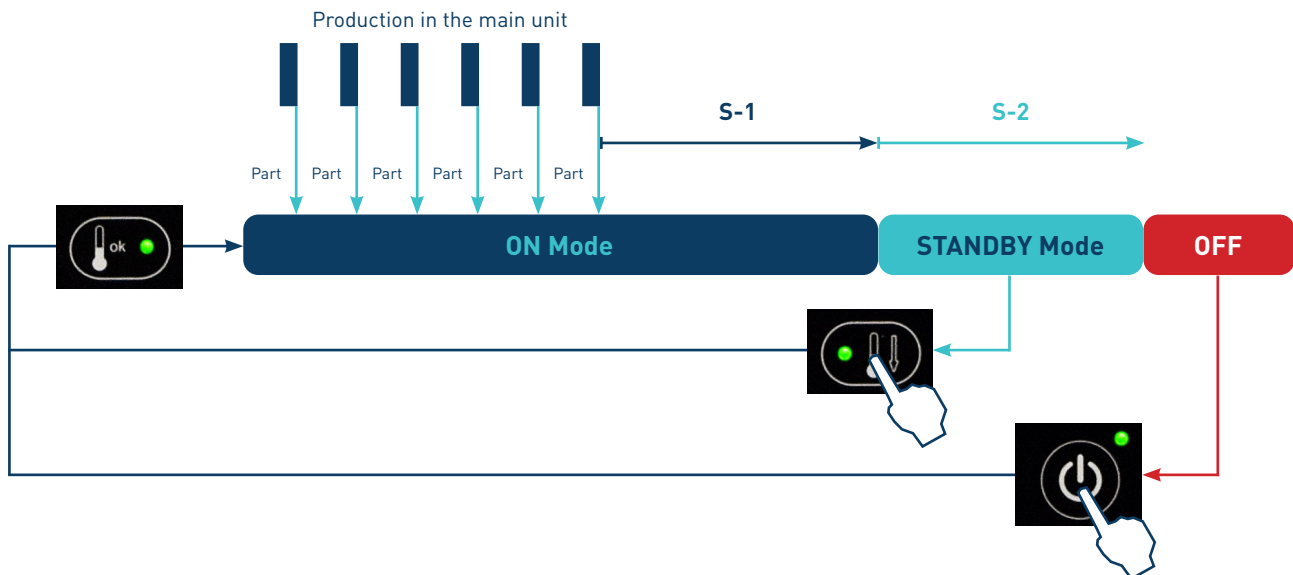 Production in the main unit
S-1
S-2
Part
Part
Part
Part
Part
Part
ok
ON Mode
STANDBY Mode
OFF